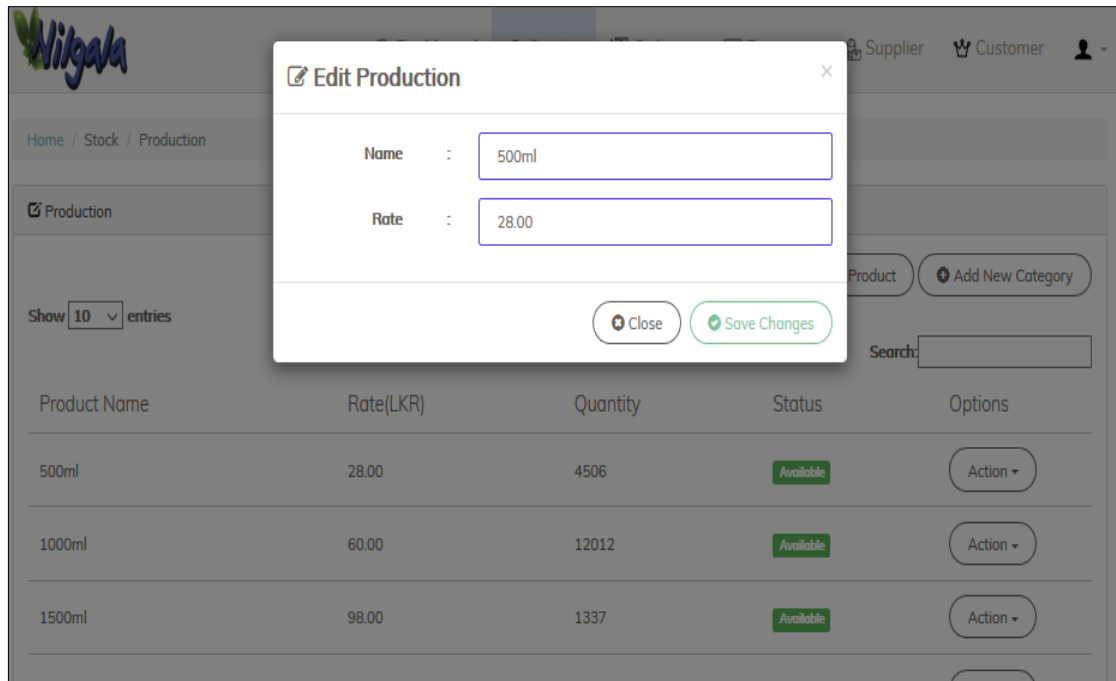 Nilgala
Supplier
Customer
Edit Production
×
Home / Stock / Production
Name : 500ml
Production
Rate : 28.00
Product
Add New Category
Close
Save Changes
Show 10 entries
Search:
Product Name Rate(LKR) Quantity Status Options
500ml 28.00 4506 Available Action
1000ml 60.00 12012 Available Action
1500ml 98.00 1337 Available Action